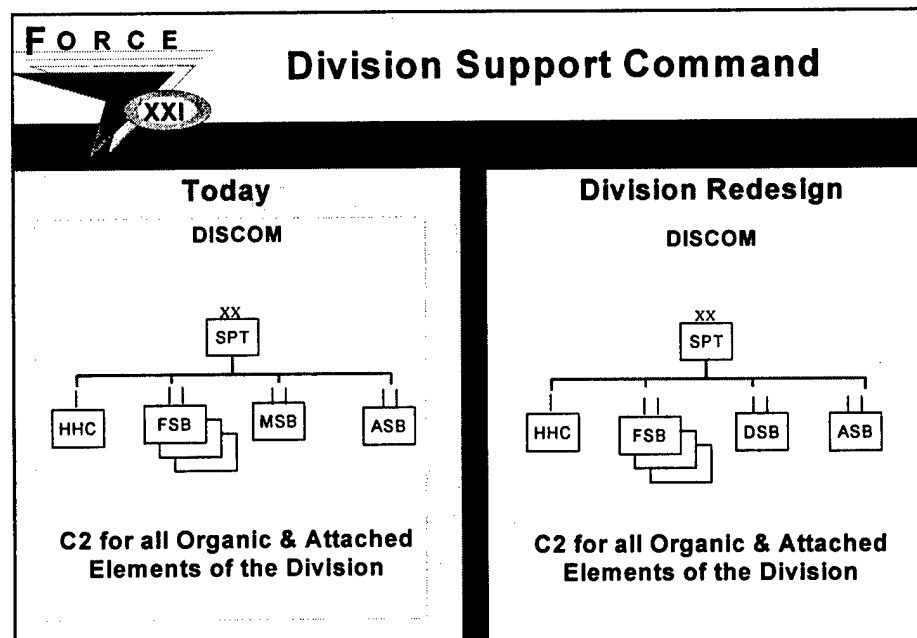 FORCE
XXI
Division Support Command
Today
DISCOM
XX
SPT
HHC
FSB
MSB
ASB
C2 for all Organic & Attached
Elements of the Division
Division Redesign
DISCOM
XX
SPT
HHC
FSB
DSB
ASB
C2 for all Organic & Attached
Elements of the Division